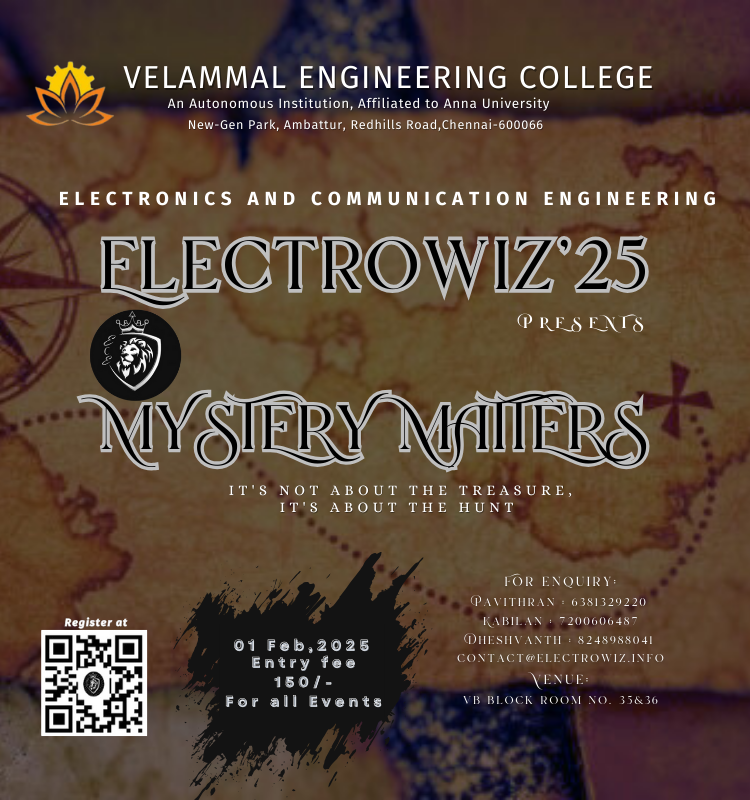 VELAMMAL ENGINEERING COLLEGE
An Autonomous Institution, Affiliated to Anna University
New-Gen Park, Ambattur, Redhills Road,Chennai-600066
ELECTRONICS AND COMMUNICATION ENGINEERING
ELECTROWIZ'25
PRESENTS
MYSTERY MATTERS
IT'S NOT ABOUT THE TREASURE,
IT'S ABOUT THE HUNT
FOR ENQUIRY:
PAVITHRAN : 6381329220
KABILAN : 7200606487
DHESHVANTH : 8248988041
CONTACT@ELECTROWIZ.INFO
VENUE:
VB BLOCK ROOM NO. 35&36
Register at
01 Feb,2025
Entry fee
150/-
For all Events